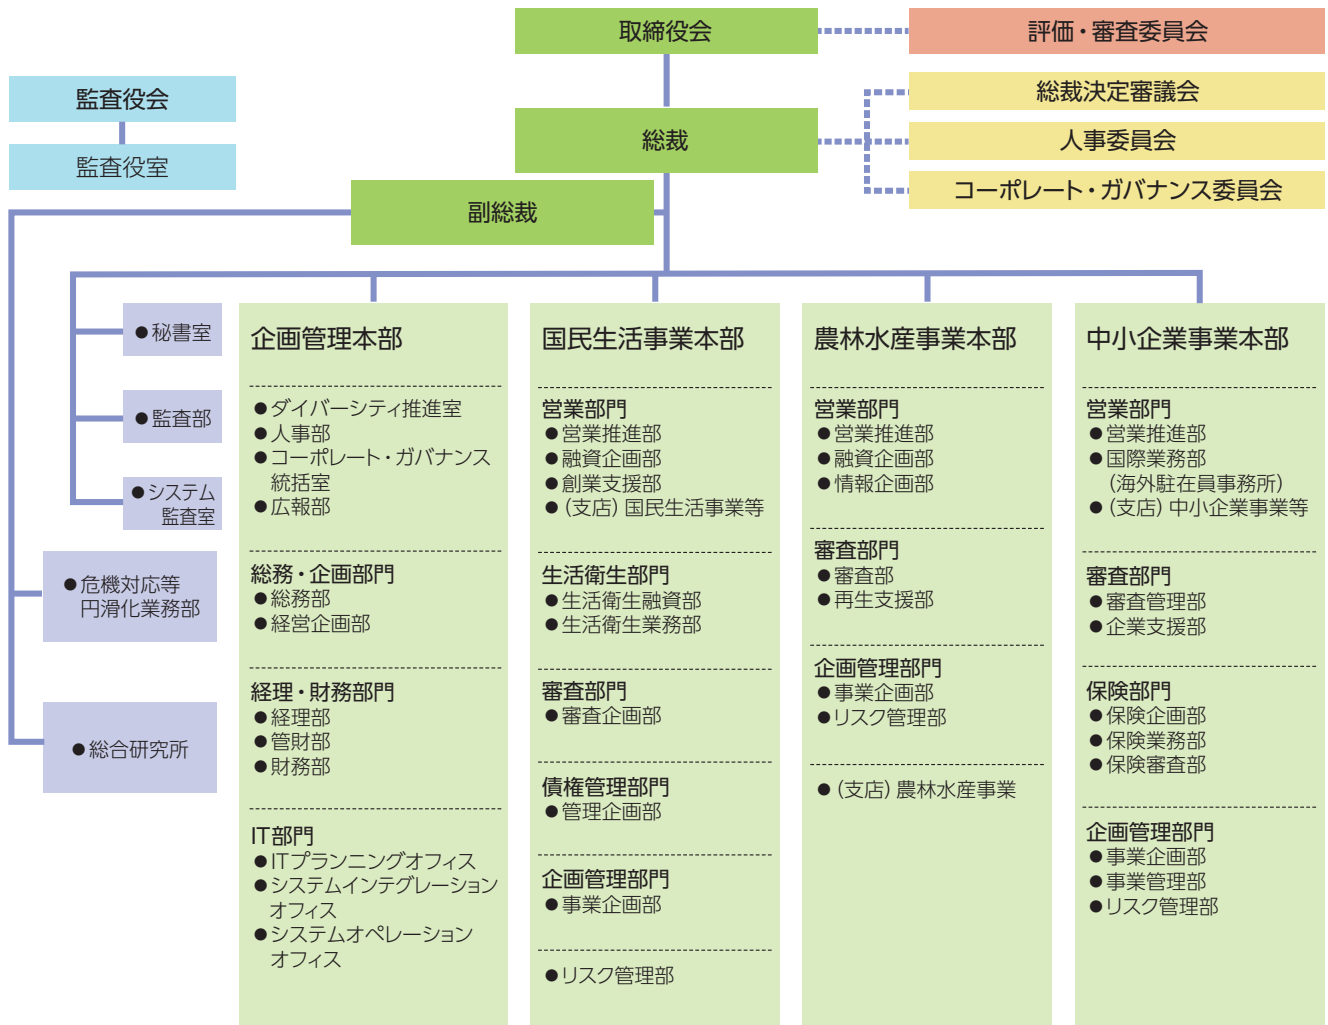 取締役会
評価・審査委員会
監査役会
監査役室
総裁
総裁決定審議会
人事委員会
コーポレート・ガバナンス委員会
副総裁
●秘書室
●監査部
●システム
監査室
●危機対応等
円滑化業務部
●総合研究所
企画管理本部
●ダイバーシティ推進室
●人事部
●コーポレート・ガバナンス
統括室
●広報部
総務・企画部門
●総務部
●経営企画部
経理・財務部門
●経理部
●管財部
●財務部
IT部門
●ITプランニングオフィス
●システムインテグレーション
オフィス
●システムオペレーション
オフィス
国民生活事業本部
営業部門
●営業推進部
●融資企画部
●創業支援部
●(支店)国民生活事業等
生活衛生部門
●生活衛生融資部
●生活衛生業務部
審査部門
●審査企画部
債権管理部門
●管理企画部
企画管理部門
●事業企画部
●リスク管理部
農林水産事業本部
営業部門
●営業推進部
●融資企画部
●情報企画部
審査部門
●審査部
●再生支援部
企画管理部門
●事業企画部
●リスク管理部
●(支店)農林水産事業
中小企業事業本部
営業部門
●営業推進部
●国際業務部
(海外駐在員事務所)
●(支店)中小企業事業等
審査部門
●審査管理部
●企業支援部
保険部門
●保険企画部
●保険業務部
●保険審査部
企画管理部門
●事業企画部
●事業管理部
●リスク管理部